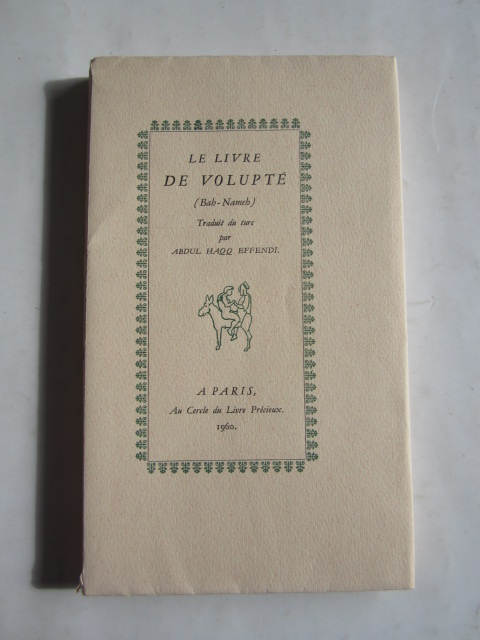 LE LIVRE
DE VOLUPTÉ
(Bah-Nameh)
Traduit du turc
par
ABDUL HAQQ EFFENDI.
A PARIS,
Au Cercle du Livre Précieux.
1960.